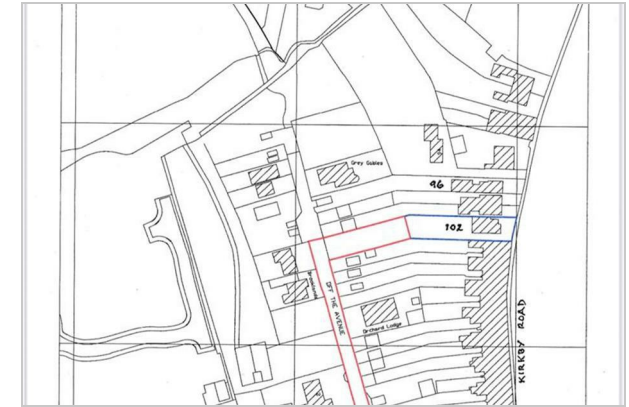 Grey Gables
96
102
OFF THE AVENUE
Orchard Lodge
KIRKBY ROAD